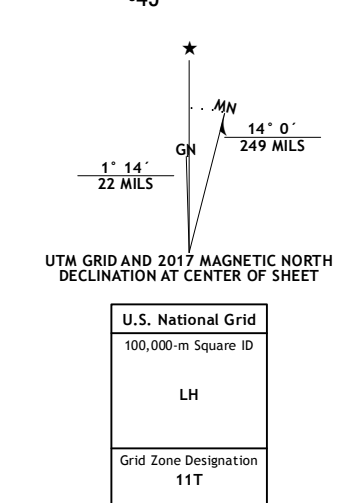 ★
MN
GN
14° 0´
249 MILS
1° 14´
22 MILS
UTM GRID AND 2017 MAGNETIC NORTH
DECLINATION AT CENTER OF SHEET
U.S. National Grid
100,000-m Square ID
LH
Grid Zone Designation
11T